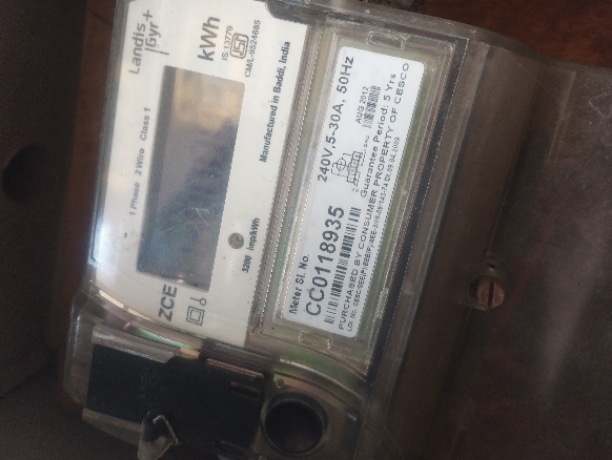 Landis
Gyr+
kWh
IS:13779
CM/L-9524685
1 Phase 2 Wire Class 1
Manufactured in Baddi, India
3200 imp/kWh
ZCE
Meter Sl. No.
240V,5-30A, 50Hz
CC0118935
AUG 2012
Guarantee Period: 5 Yrs
PURCHASED BY CONSUMER PROPERTY OF CESCO